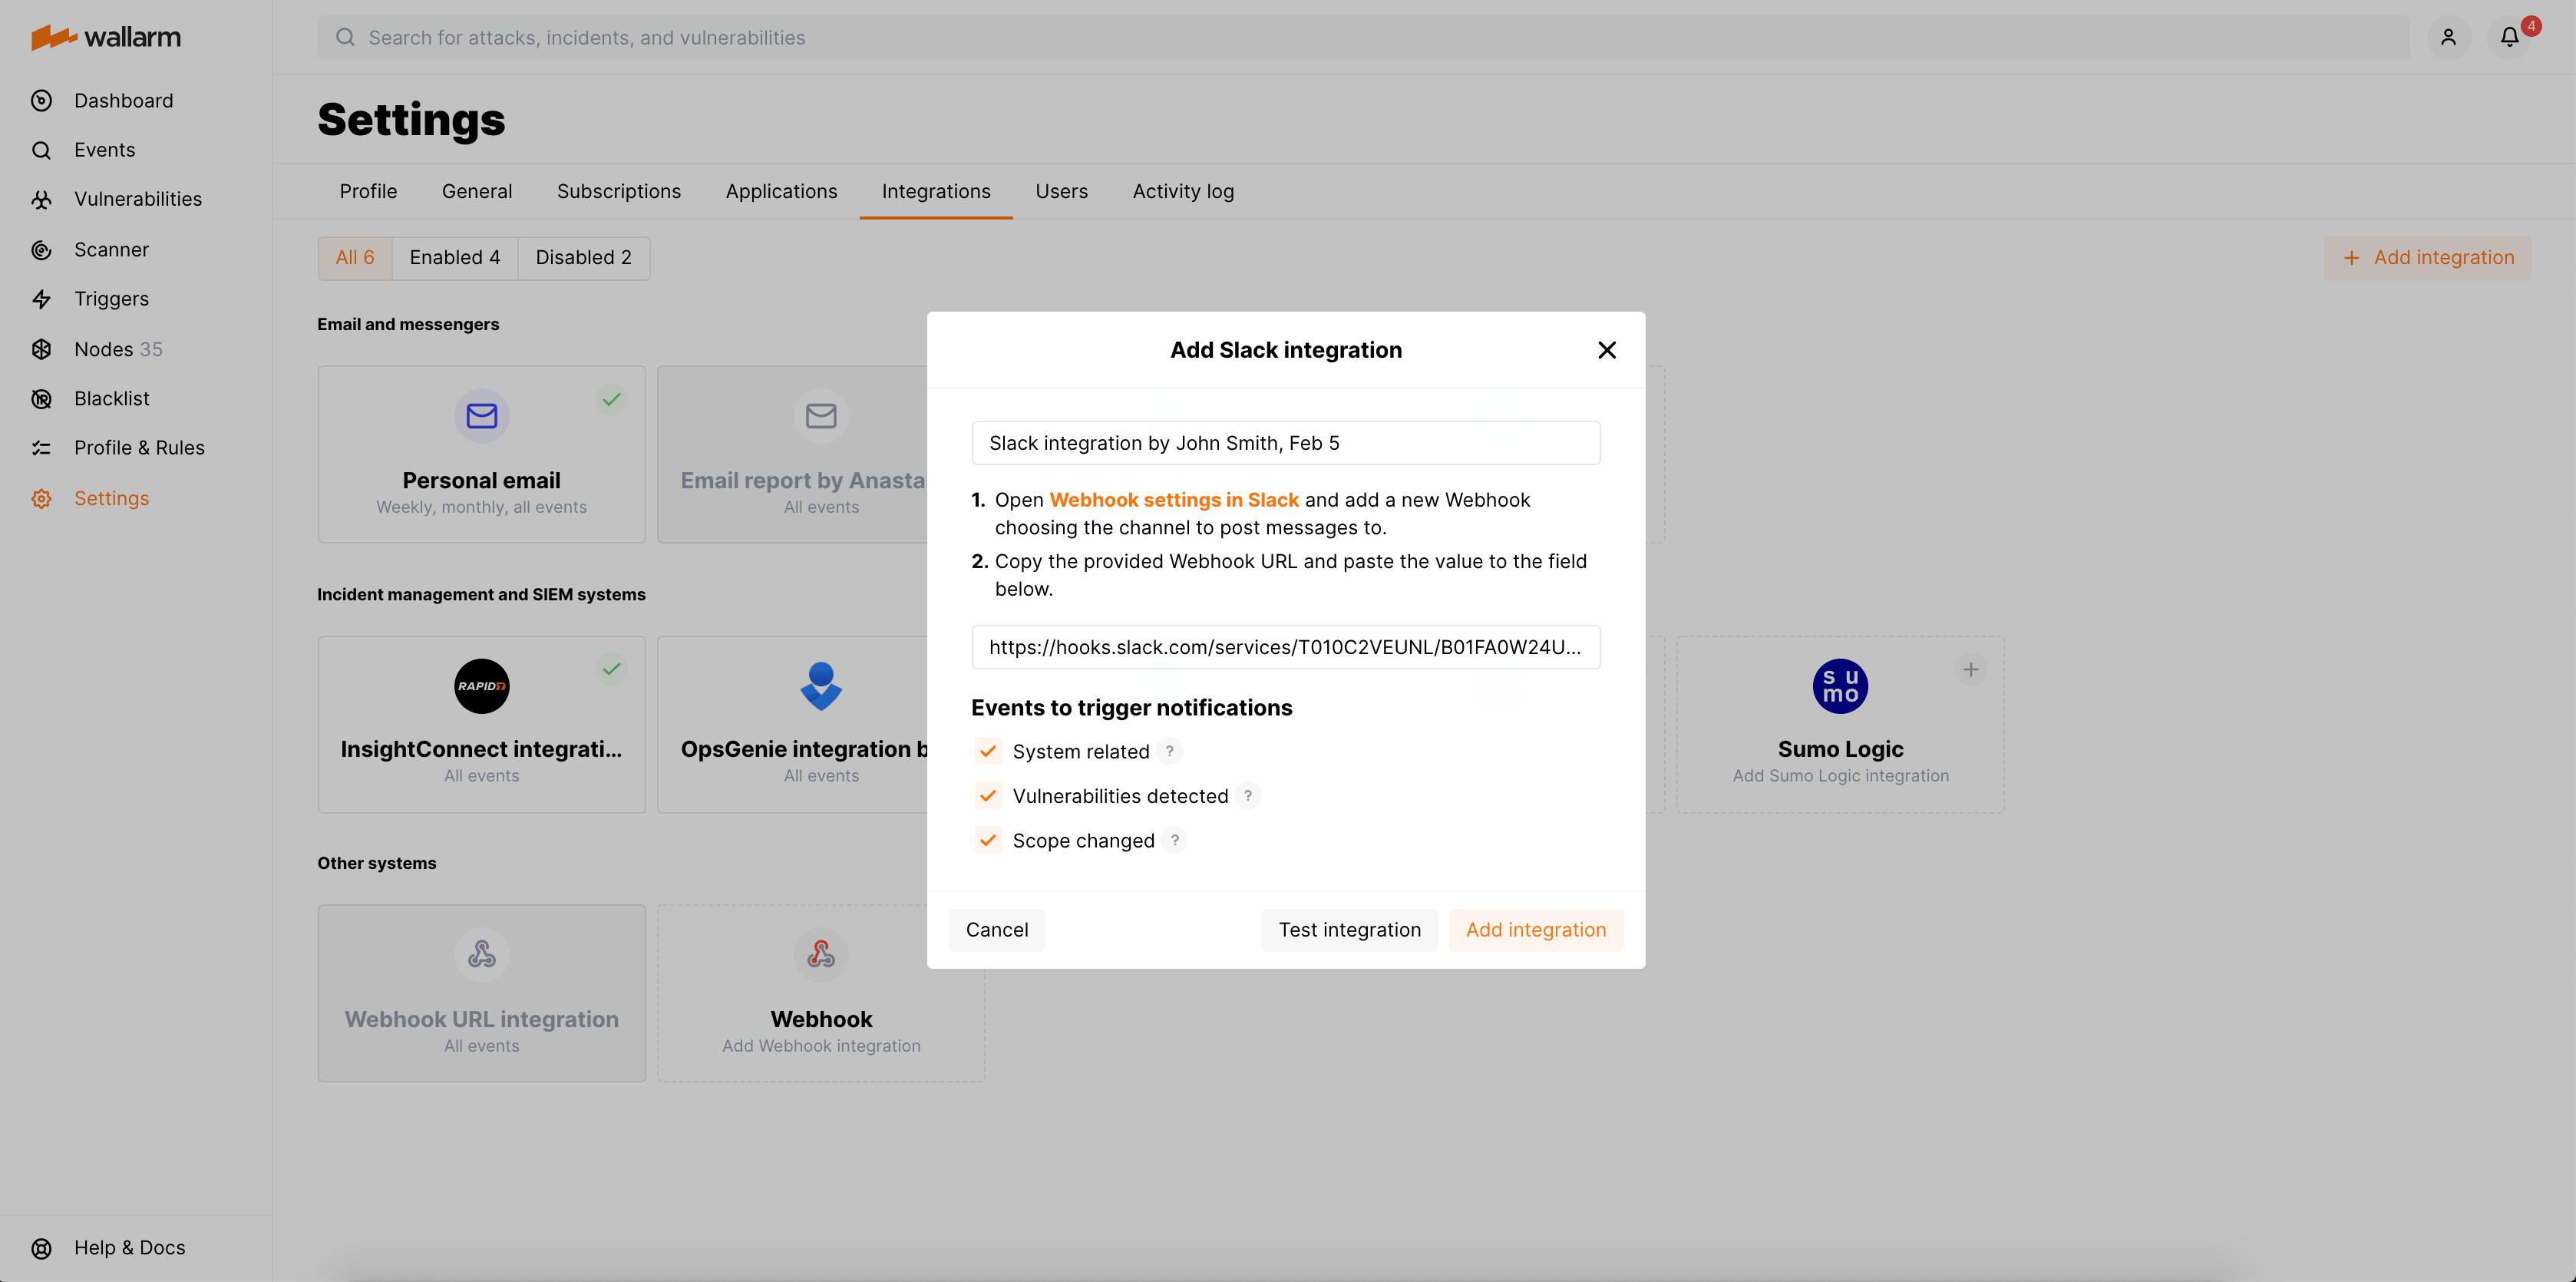 wallarm
Search for attacks, incidents, and vulnerabilities
4
Dashboard
Events
Vulnerabilities
Scanner
Triggers
Nodes 35
Blacklist
Profile & Rules
Settings
Help & Docs
Settings
Profile
General
Subscriptions
Applications
Integrations
Users
Activity log
All 6
Enabled 4
Disabled 2
+ Add integration
Email and messengers
Personal email
Weekly, monthly, all events
Email report by Anasta
All events
Incident management and SIEM systems
RAPID7
InsightConnect integrati...
All events
OpsGenie integration b
All events
su
mo
Sumo Logic
Add Sumo Logic integration
Other systems
Webhook URL integration
All events
Webhook
Add Webhook integration
Add Slack integration
Slack integration by John Smith, Feb 5
1. Open Webhook settings in Slack and add a new Webhook
choosing the channel to post messages to.
2. Copy the provided Webhook URL and paste the value to the field
below.
https://hooks.slack.com/services/T010C2VEUNL/B01FA0W24U...
Events to trigger notifications
System related ?
Vulnerabilities detected ?
Scope changed ?
Cancel
Test integration
Add integration